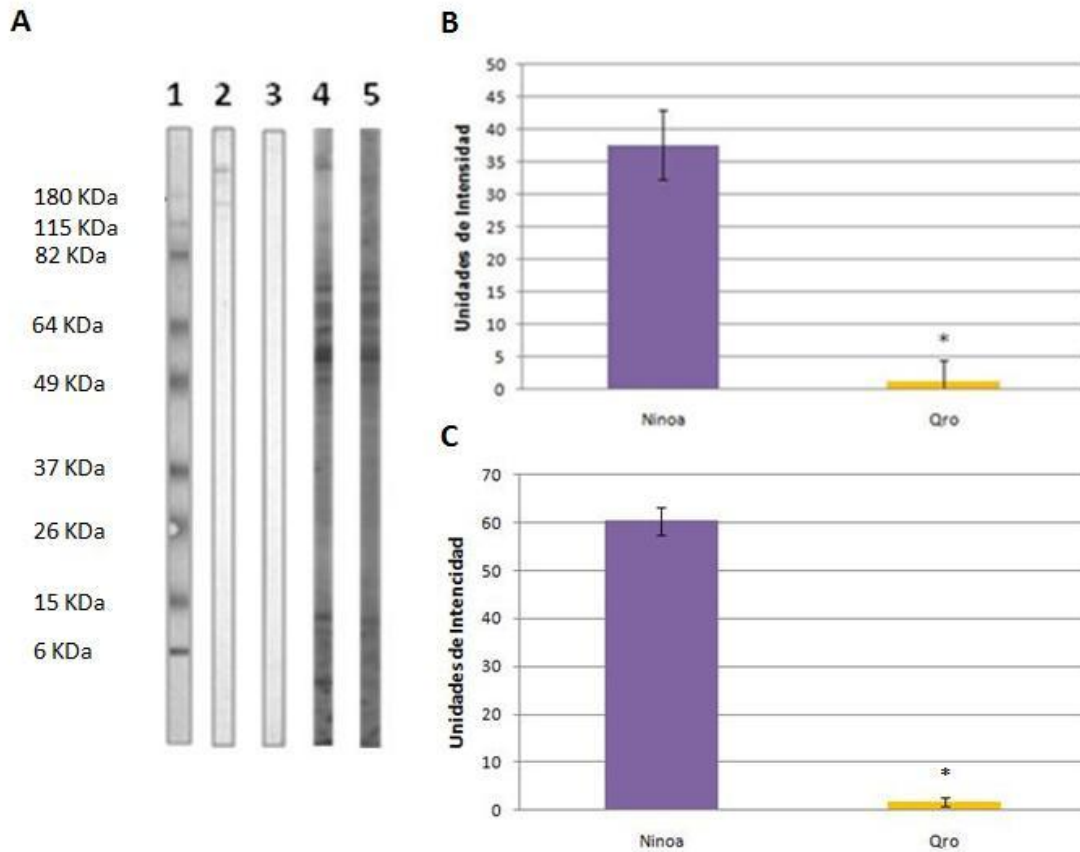 A
1 2 3 4 5
180 KDa
115 KDa
82 KDa
64 KDa
49 KDa
37 KDa
26 KDa
15 KDa
6 KDa
B
Unidades de Intensidad
50
45
40
35
30
25
20
15
10
5
0
*
Ninoa
Qro
C
Unidades de Intencidad
70
60
50
40
30
20
10
0
*
Ninoa
Qro